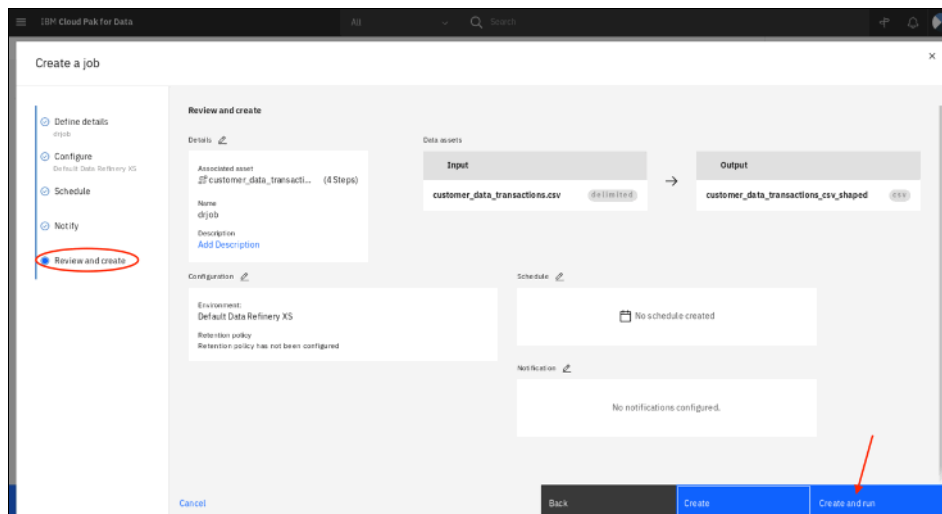 IBM Cloud Pak for Data
All
Search
Create a job
Define details
drjob
Configure
Default Data Refinery XS
Schedule
Notify
Review and create
Review and create
Details
Associated asset
customer_data_transacti... (4 Steps)
Name
drjob
Description
Add Description
Data assets
Input
customer_data_transactions.csv delimited
Output
customer_data_transactions_csv_shaped csv
Configuration
Environment:
Default Data Refinery XS
Retention policy
Retention policy has not been configured
Schedule
No schedule created
Notification
No notifications configured.
Cancel
Back
Create
Create and run